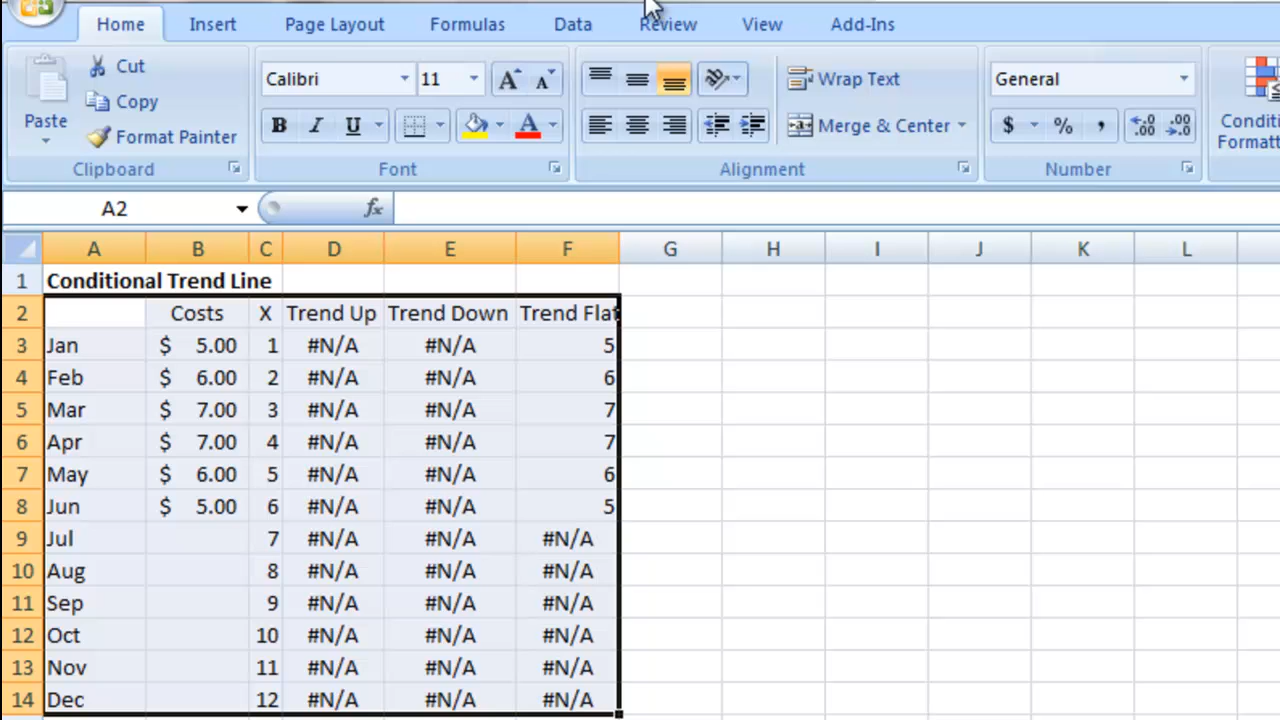 Home Insert Page Layout Formulas Data Review View Add-Ins
Paste
Cut
Copy
Format Painter
Clipboard
Calibri 11
B I U
Font
Wrap Text
Merge & Center
Alignment
General
$ % ,
Number
A2 fx
A B C D E F G H I J K L
1 Conditional Trend Line
2 Costs X Trend Up Trend Down Trend Flat
3 Jan $ 5.00 1 #N/A #N/A 5
4 Feb $ 6.00 2 #N/A #N/A 6
5 Mar $ 7.00 3 #N/A #N/A 7
6 Apr $ 7.00 4 #N/A #N/A 7
7 May $ 6.00 5 #N/A #N/A 6
8 Jun $ 5.00 6 #N/A #N/A 5
9 Jul 7 #N/A #N/A #N/A
10 Aug 8 #N/A #N/A #N/A
11 Sep 9 #N/A #N/A #N/A
12 Oct 10 #N/A #N/A #N/A
13 Nov 11 #N/A #N/A #N/A
14 Dec 12 #N/A #N/A #N/A